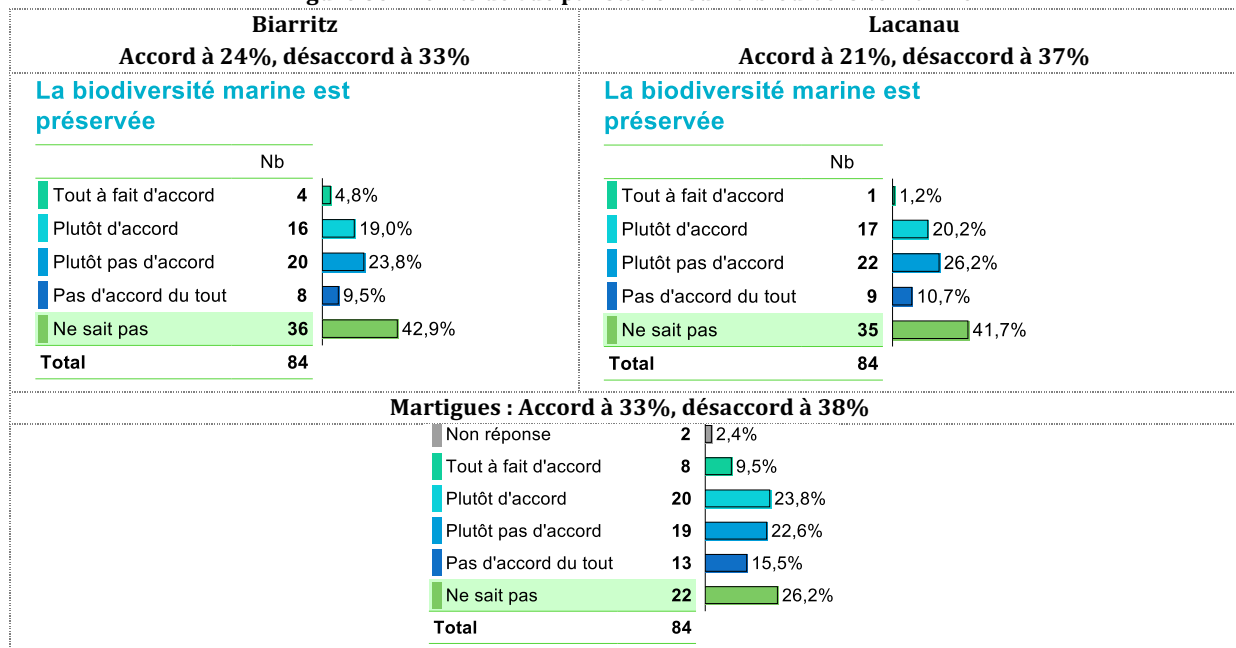 Biarritz
Accord à 24%, désaccord à 33%
La biodiversité marine est
préservée
Nb
Tout à fait d'accord 4 4,8%
Plutôt d'accord 16 19,0%
Plutôt pas d'accord 20 23,8%
Pas d'accord du tout 8 9,5%
Ne sait pas 36 42,9%
Total 84
Lacanau
Accord à 21%, désaccord à 37%
La biodiversité marine est
préservée
Nb
Tout à fait d'accord 1 1,2%
Plutôt d'accord 17 20,2%
Plutôt pas d'accord 22 26,2%
Pas d'accord du tout 9 10,7%
Ne sait pas 35 41,7%
Total 84
Martigues : Accord à 33%, désaccord à 38%
Non réponse 2 2,4%
Tout à fait d'accord 8 9,5%
Plutôt d'accord 20 23,8%
Plutôt pas d'accord 19 22,6%
Pas d'accord du tout 13 15,5%
Ne sait pas 22 26,2%
Total 84